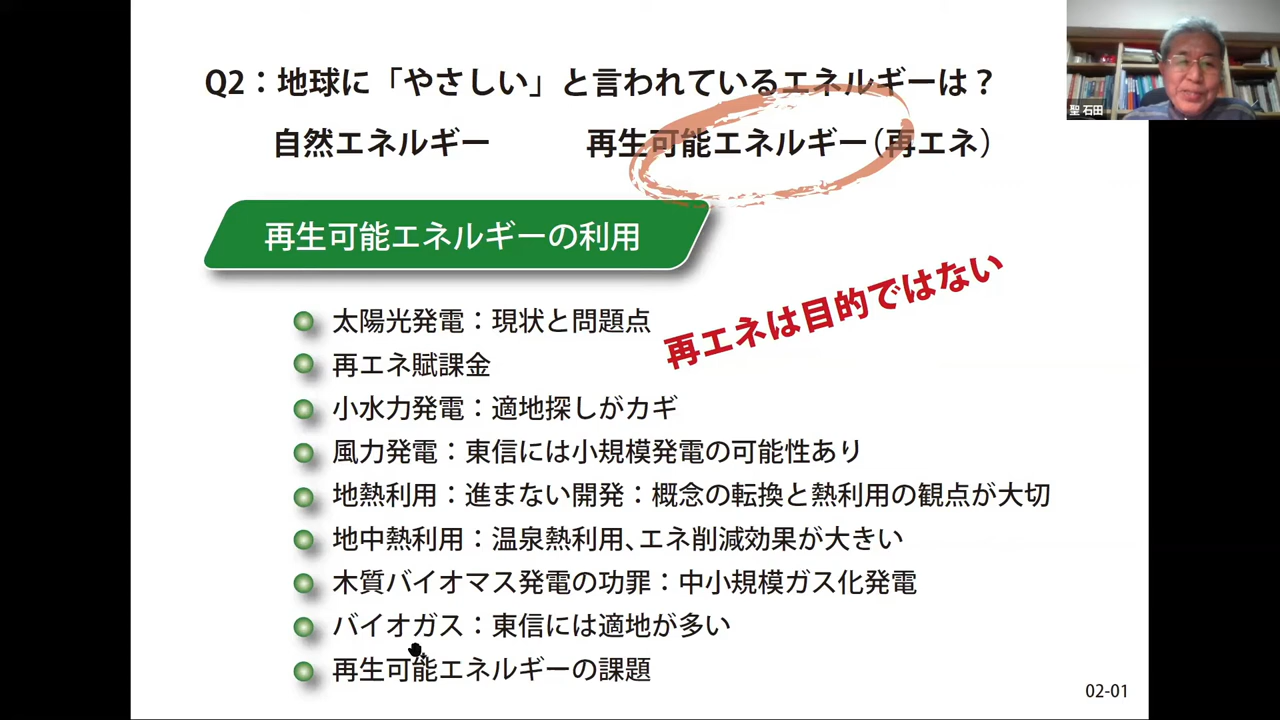 Q2：地球に「やさしい」と言われているエネルギーは？
自然エネルギー 再生可能エネルギー（再エネ）
聖 石田
再生可能エネルギーの利用
再エネは目的ではない
太陽光発電：現状と問題点
再エネ賦課金
小水力発電：適地探しがカギ
風力発電：東信には小規模発電の可能性あり
地熱利用：進まない開発：概念の転換と熱利用の観点が大切
地中熱利用：温泉熱利用、エネ削減効果が大きい
木質バイオマス発電の功罪：中小規模ガス化発電
バイオガス：東信には適地が多い
再生可能エネルギーの課題
02-01